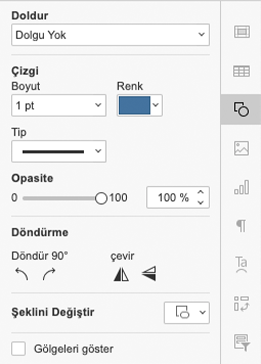 Doldur
Dolgu Yok
Çizgi
Boyut Renk
1 pt
Tip
Opasite
0 100 100 %
Döndürme
Döndür 90° çevir
Şeklini Değiştir
Gölgeleri göster
Ta